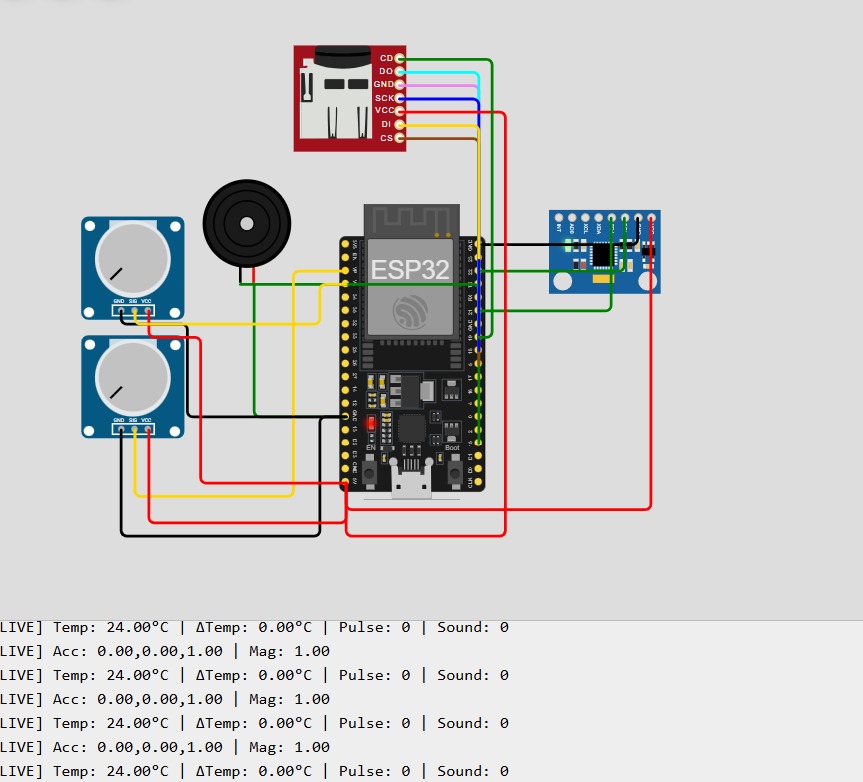 CD
DO
GND
SCK
VCC
DI
CS
ESP32
GND SIG VCC
GND SIG VCC
INT AD0 XCL XDA
EN
Boot
LIVE] Temp: 24.00°C | ΔTemp: 0.00°C | Pulse: 0 | Sound: 0
LIVE] Acc: 0.00,0.00,1.00 | Mag: 1.00
LIVE] Temp: 24.00°C | ΔTemp: 0.00°C | Pulse: 0 | Sound: 0
LIVE] Acc: 0.00,0.00,1.00 | Mag: 1.00
LIVE] Temp: 24.00°C | ΔTemp: 0.00°C | Pulse: 0 | Sound: 0
LIVE] Acc: 0.00,0.00,1.00 | Mag: 1.00
LIVE] Temp: 24.00°C | ΔTemp: 0.00°C | Pulse: 0 | Sound: 0